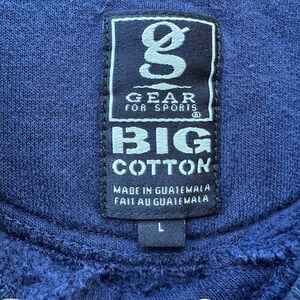 g
GEAR
FOR SPORTS
®
BIG
COTTON
MADE IN GUATEMALA
FAIT AU GUATEMALA
L